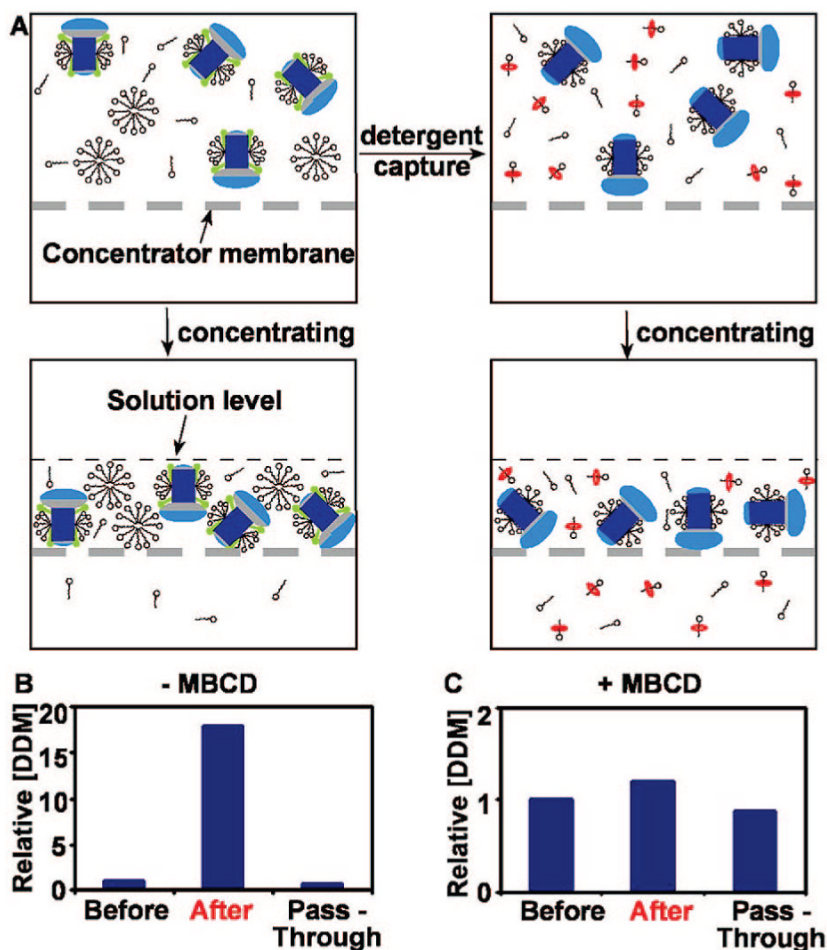 A
detergent
capture
Concentrator membrane
concentrating
concentrating
Solution level
B
- MBCD
Relative [DDM]
20
15
10
5
0
Before
After
Pass -
Through
C
+ MBCD
Relative [DDM]
2
1
0
Before
After
Pass -
Through